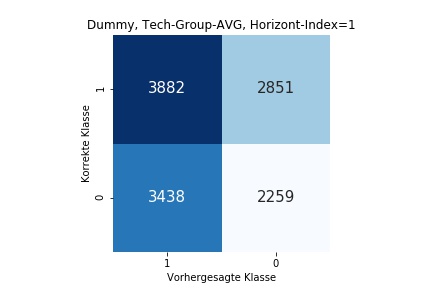 Dummy, Tech-Group-AVG, Horizont-Index=1
Korrekte Klasse
1
3882 2851
0
3438 2259
1 0
Vorhergesagte Klasse